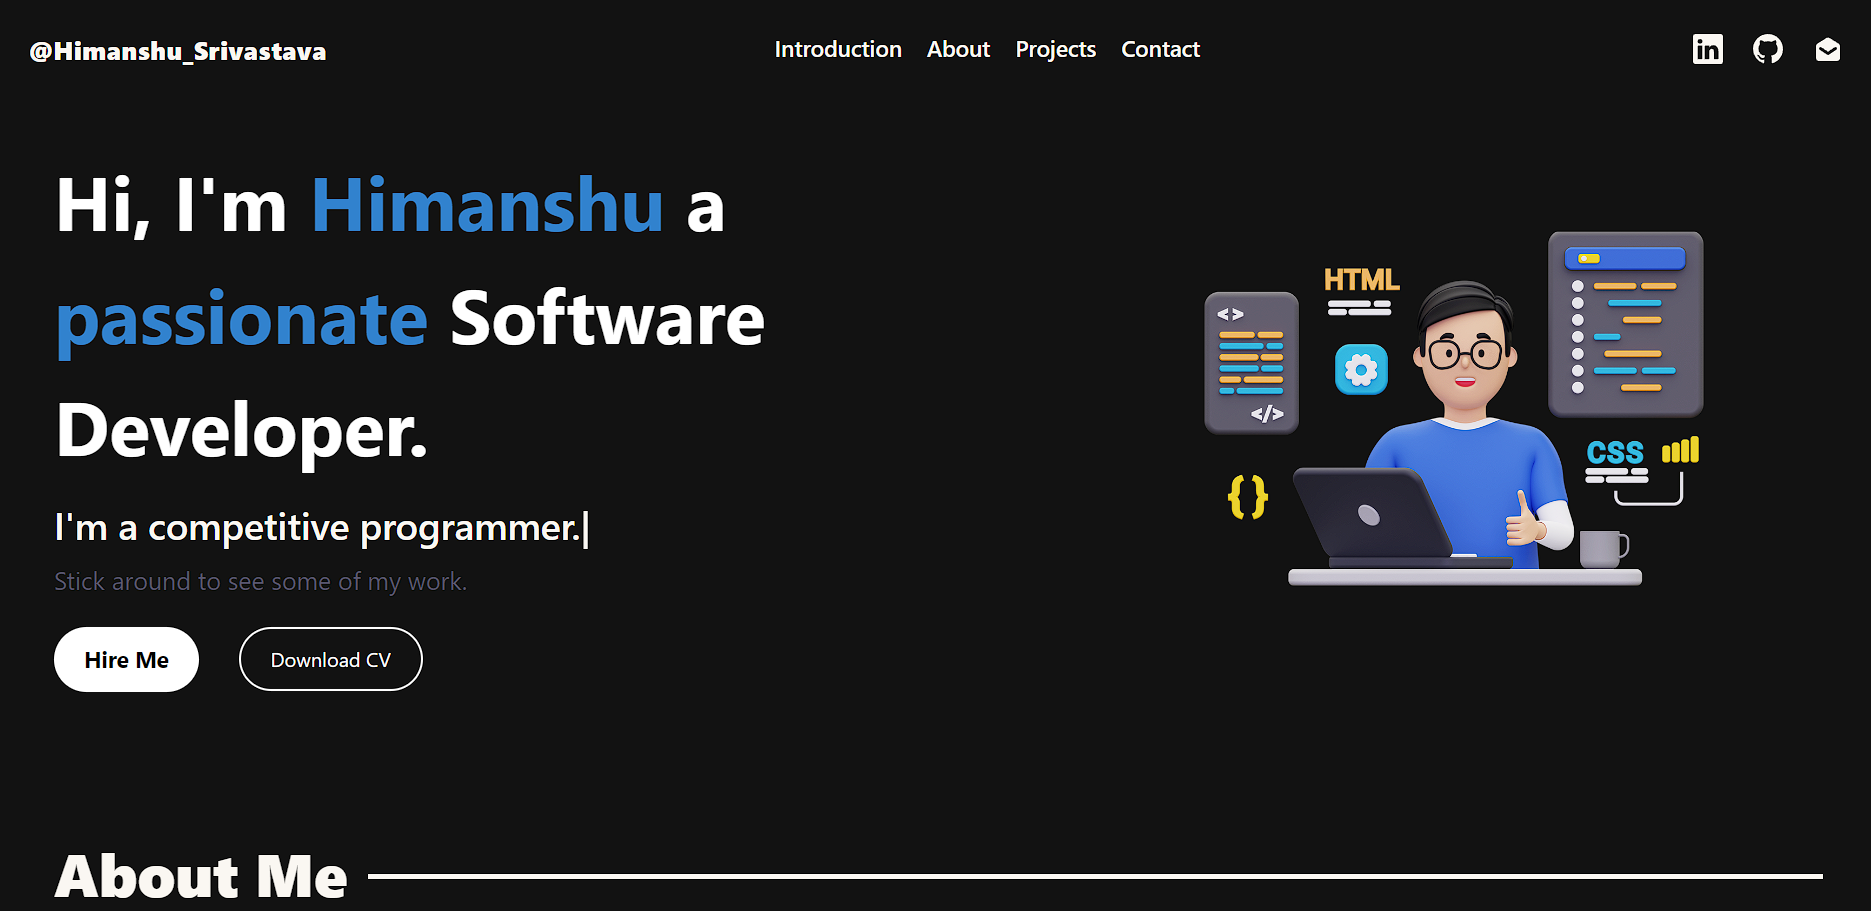 @Himanshu_Srivastava
Introduction About Projects Contact
in
Hi, I'm Himanshu a
passionate Software
Developer.
I'm a competitive programmer.|
Stick around to see some of my work.
Hire Me
Download CV
< >
</>
HTML
{ }
CSS
About Me